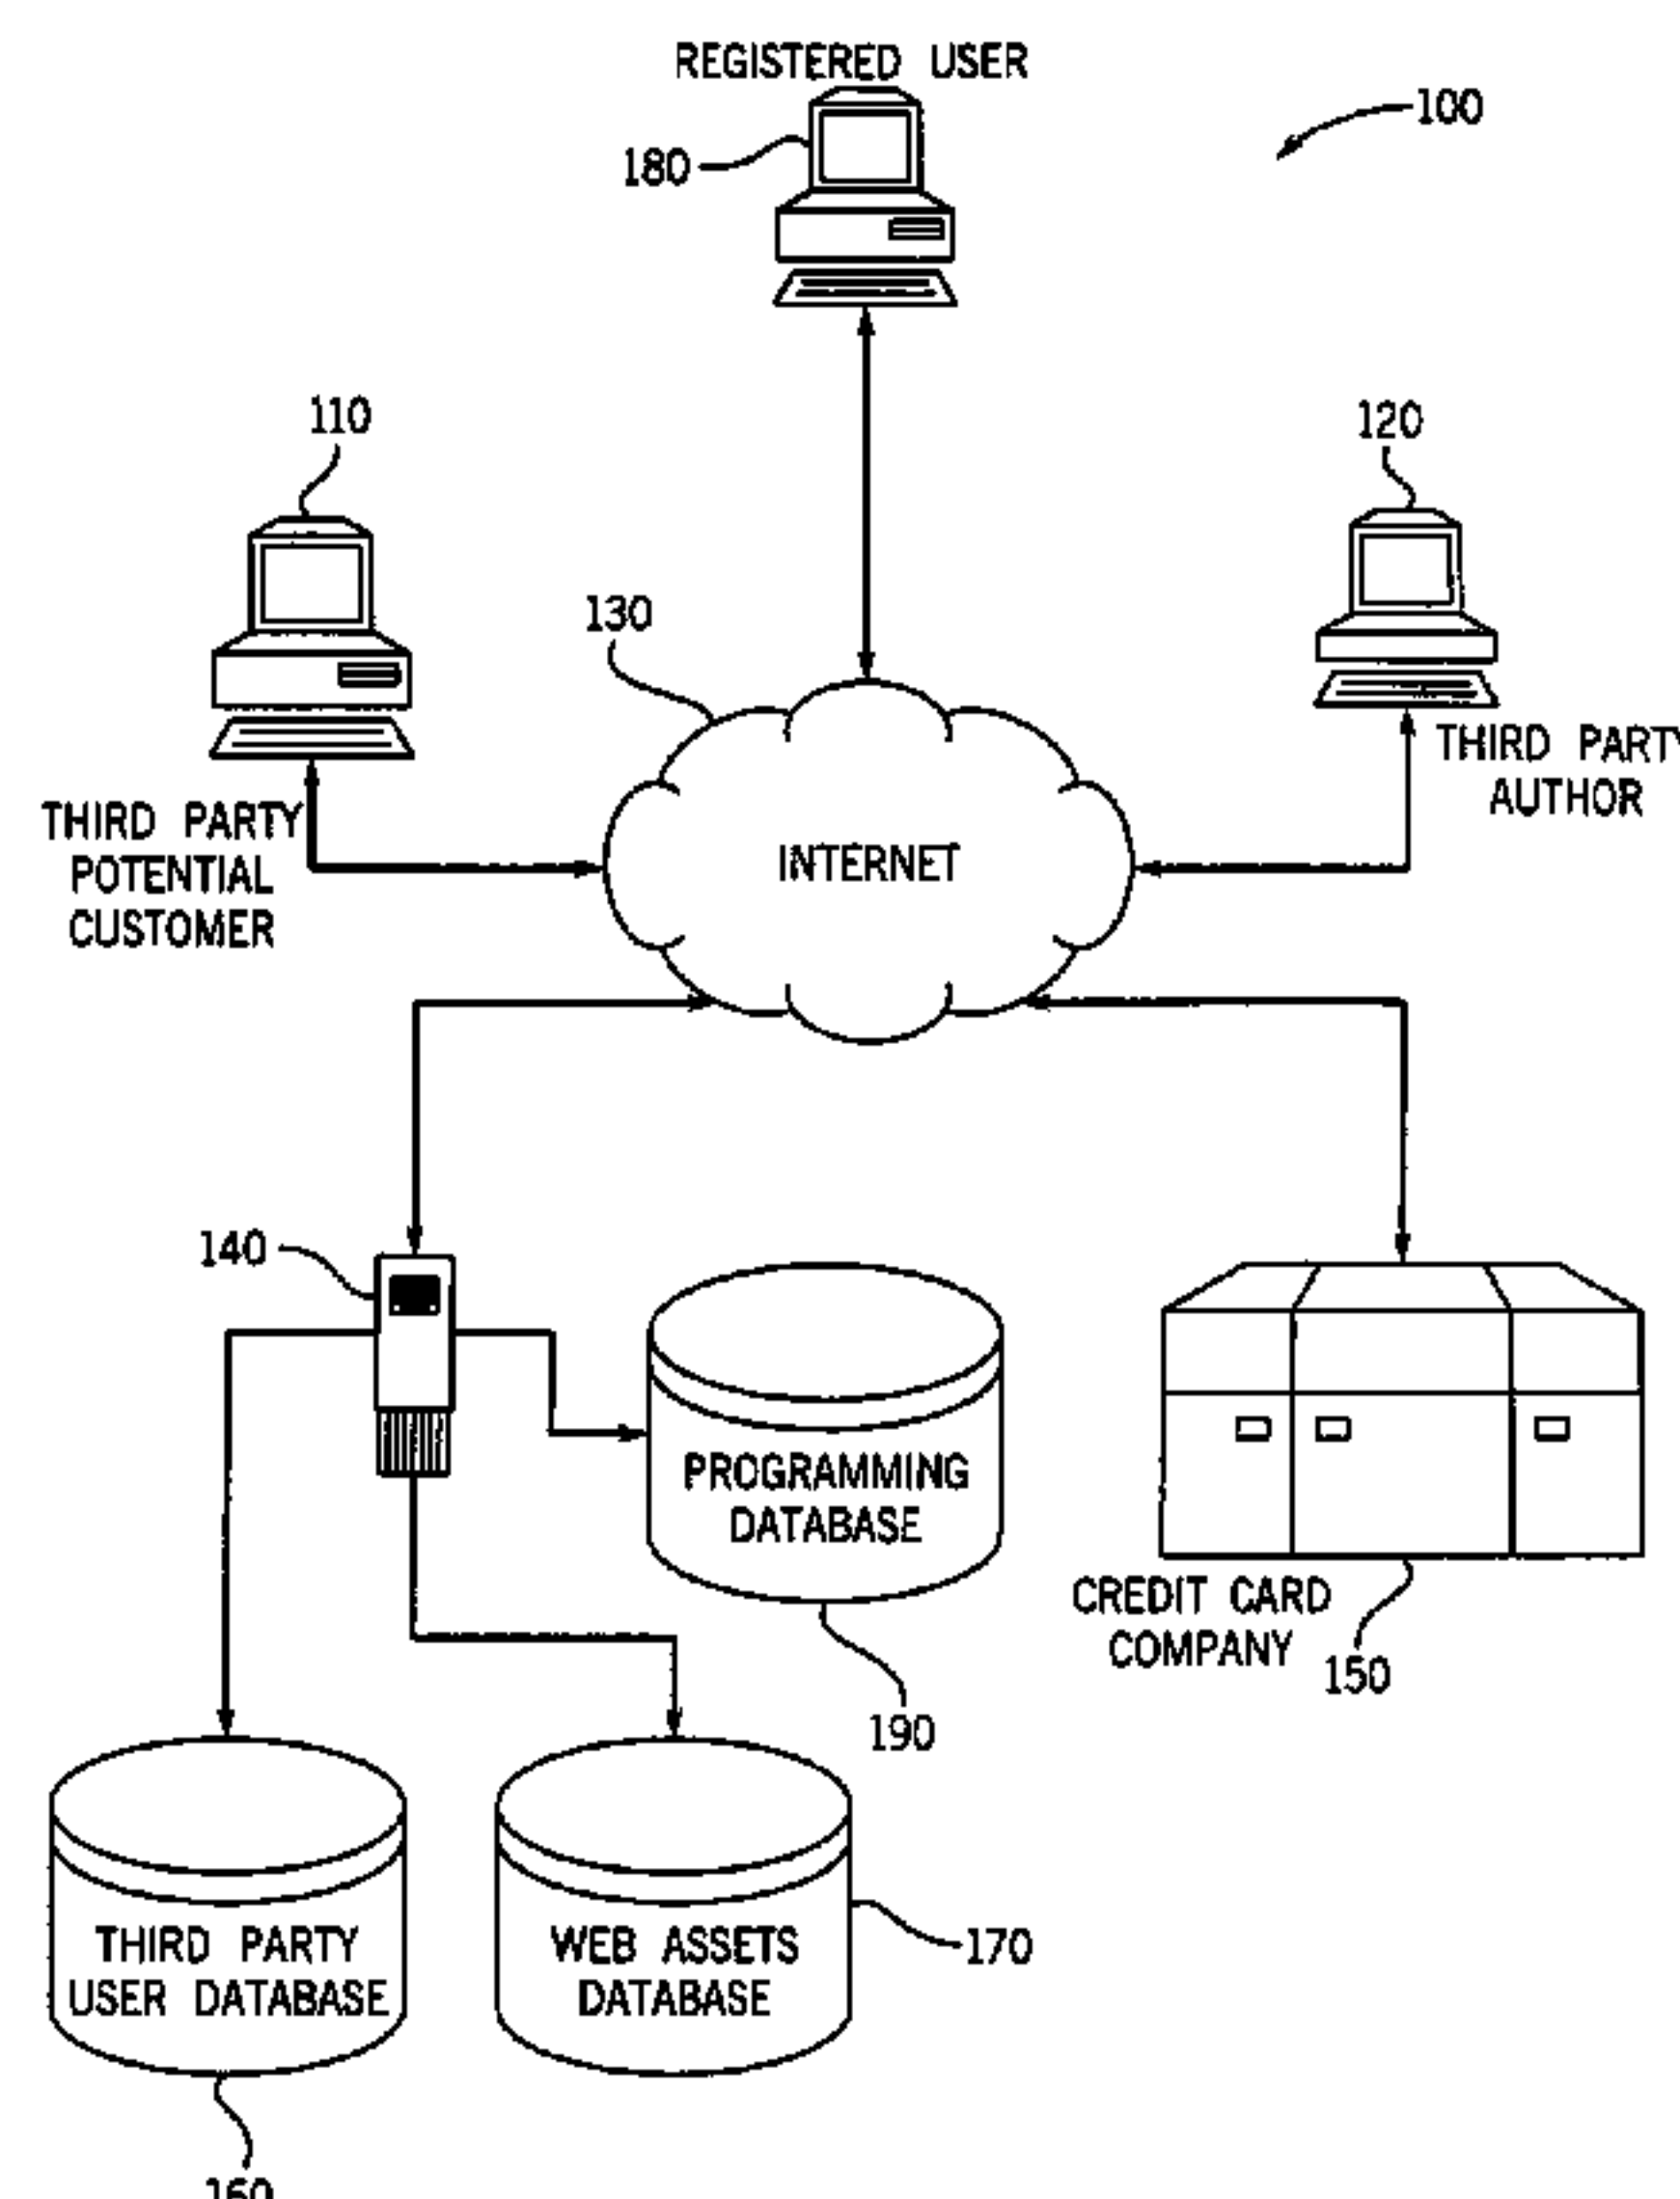 REGISTERED USER
100
180
110
120
130
THIRD PARTY
AUTHOR
THIRD PARTY
POTENTIAL
CUSTOMER
INTERNET
140
PROGRAMMING
DATABASE
CREDIT CARD
COMPANY
150
190
THIRD PARTY
USER DATABASE
WEB ASSETS
DATABASE
170
160